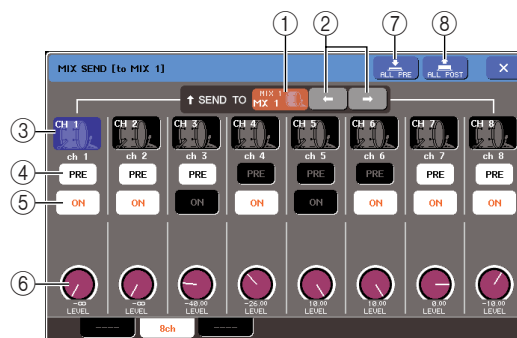 ① ② ⑦ ⑧
MIX SEND [to MIX 1]
ALL PRE
ALL POST
×
↑ SEND TO
MIX 1
MX 1
← →
③ ④ ⑤ ⑥
CH 1 CH 2 CH 3 CH 4 CH 5 CH 6 CH 7 CH 8
ch 1 ch 2 ch 3 ch 4 ch 5 ch 6 ch 7 ch 8
PRE PRE PRE PRE PRE PRE PRE PRE
ON ON ON ON ON ON ON ON
-∞ -∞ -40.00 -26.00 10.00 10.00 0.00 -10.00
LEVEL LEVEL LEVEL LEVEL LEVEL LEVEL LEVEL LEVEL
---- 8ch ----